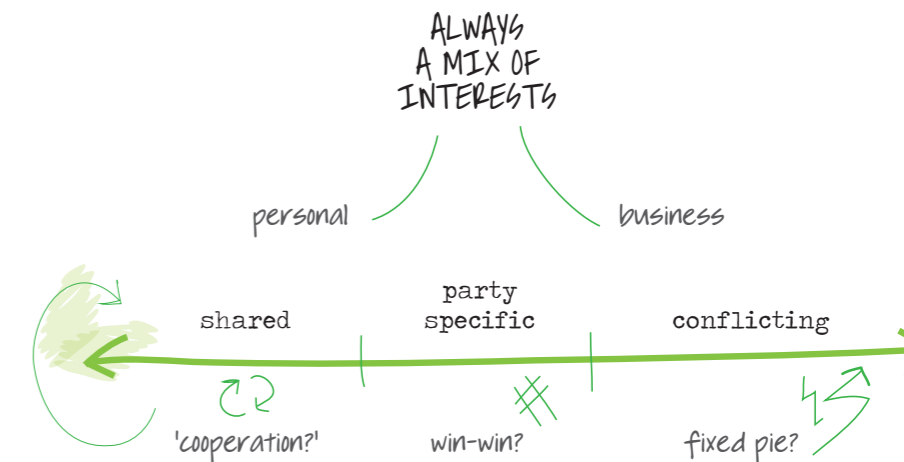 ALWAYS
A MIX OF
INTERESTS
personal
business
party
shared specific conflicting
'cooperation?' win-win? fixed pie?